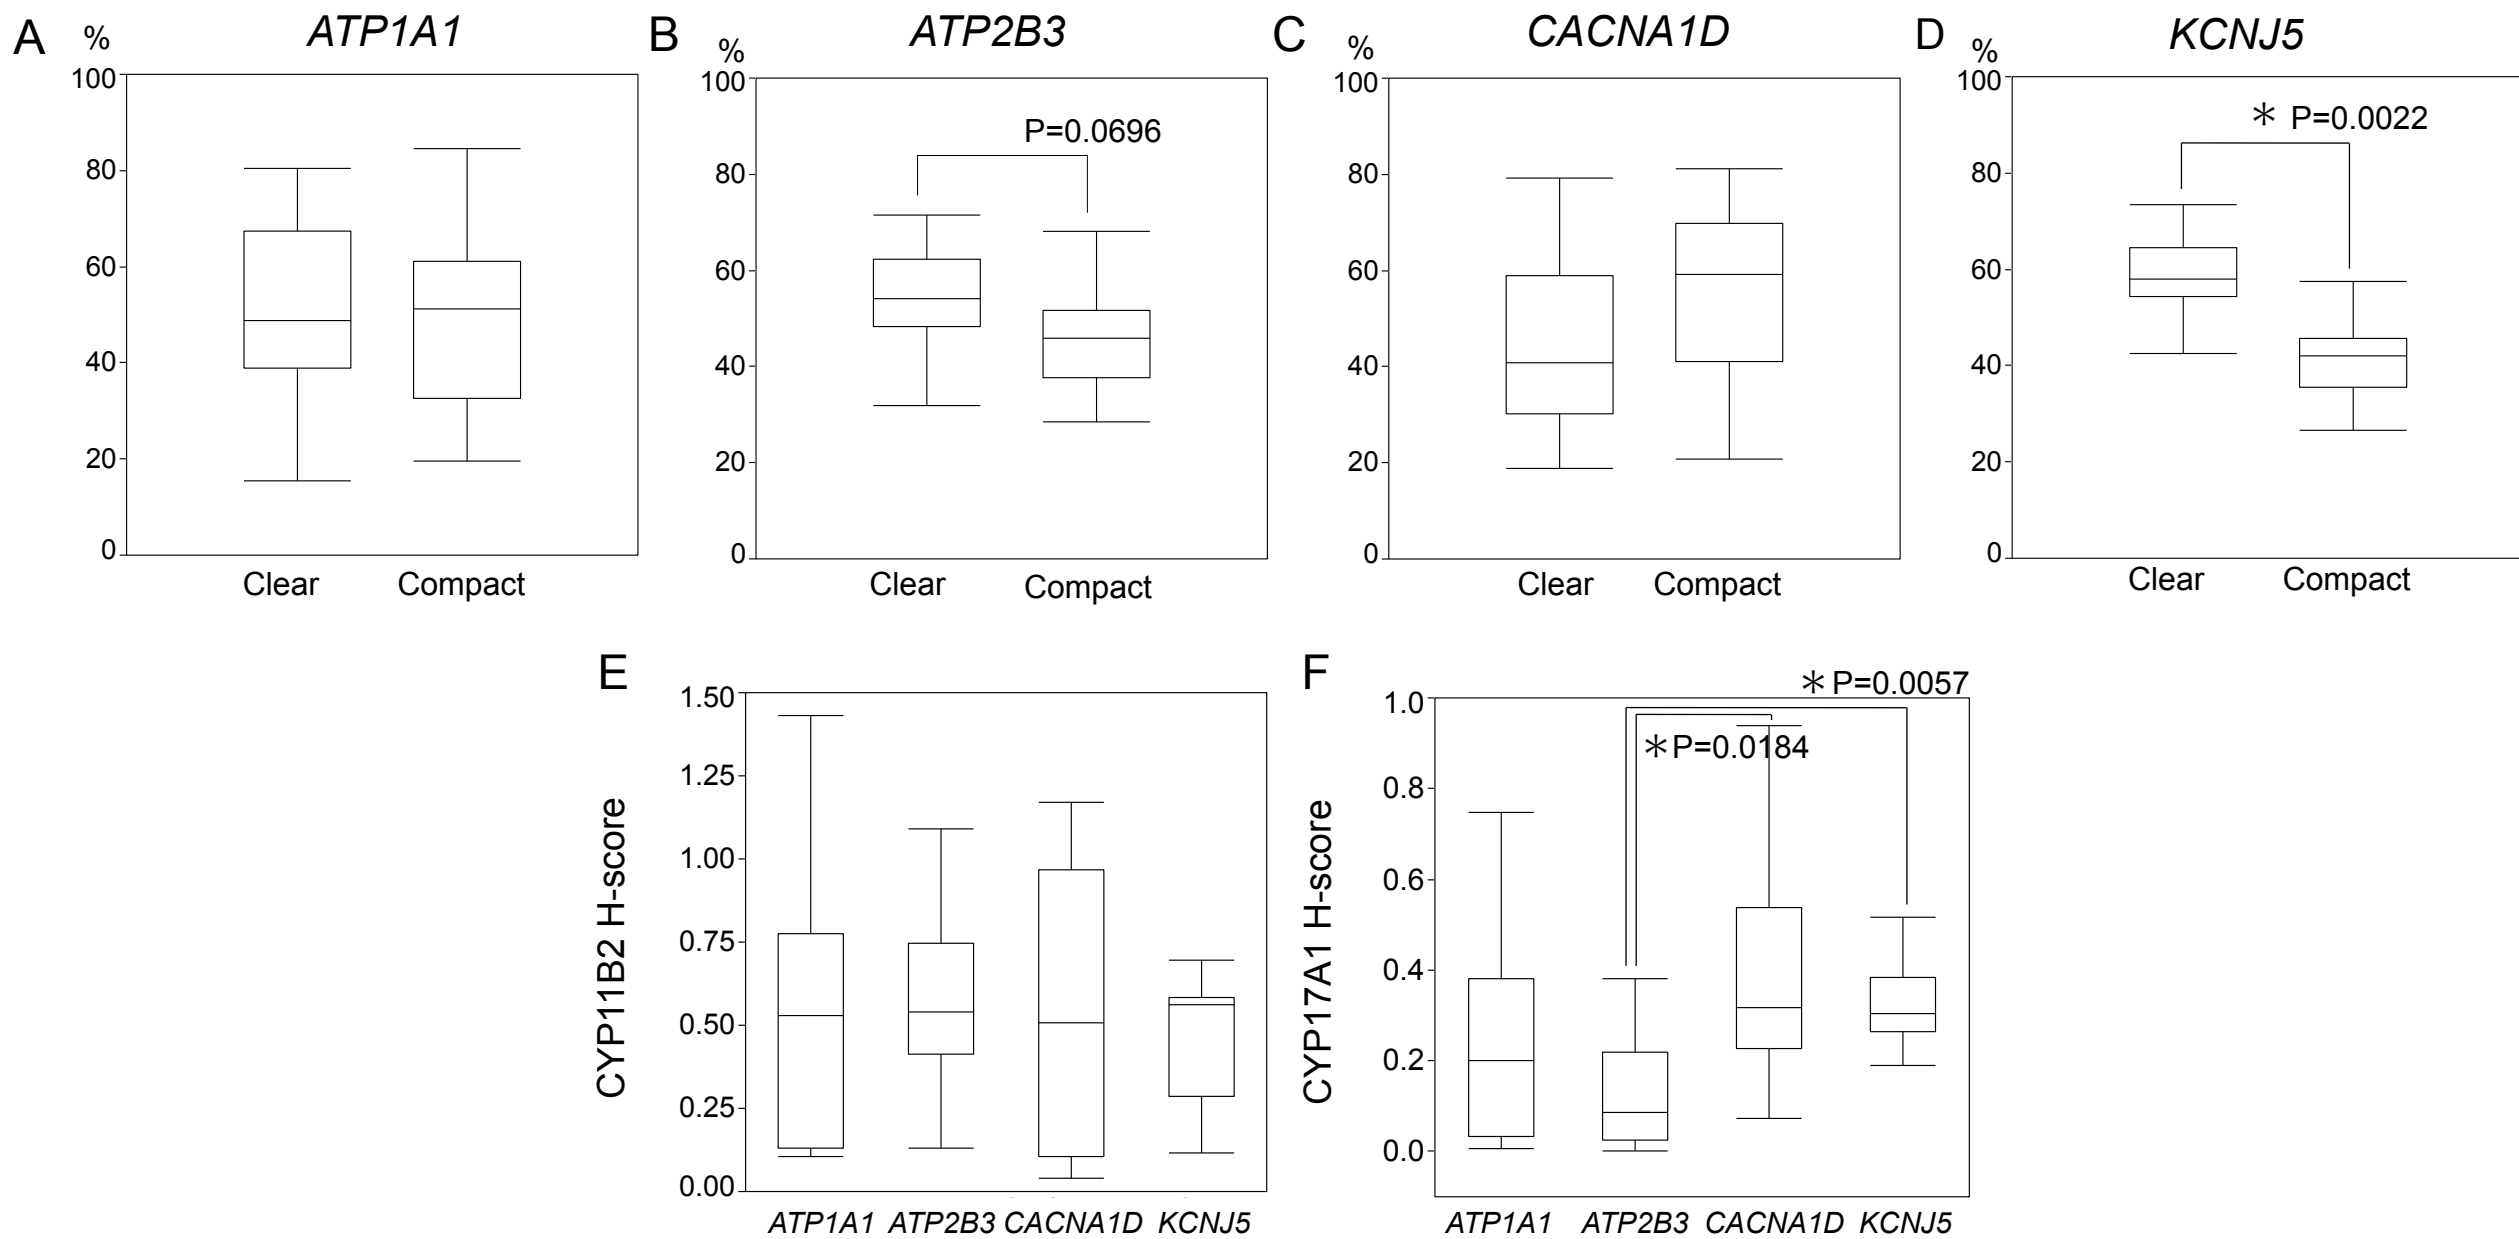 A
%
ATP1A1
100
80
60
40
20
0
Clear Compact
B
%
ATP2B3
100
80
60
40
20
0
P=0.0696
Clear Compact
C
%
CACNA1D
100
80
60
40
20
0
Clear Compact
D
%
KCNJ5
100
80
60
40
20
0
* P=0.0022
Clear Compact
E
CYP11B2 H-score
1.50
1.25
1.00
0.75
0.50
0.25
0.00
ATP1A1 ATP2B3 CACNA1D KCNJ5
F
CYP17A1 H-score
1.0
0.8
0.6
0.4
0.2
0.0
* P=0.0057
* P=0.0184
ATP1A1 ATP2B3 CACNA1D KCNJ5